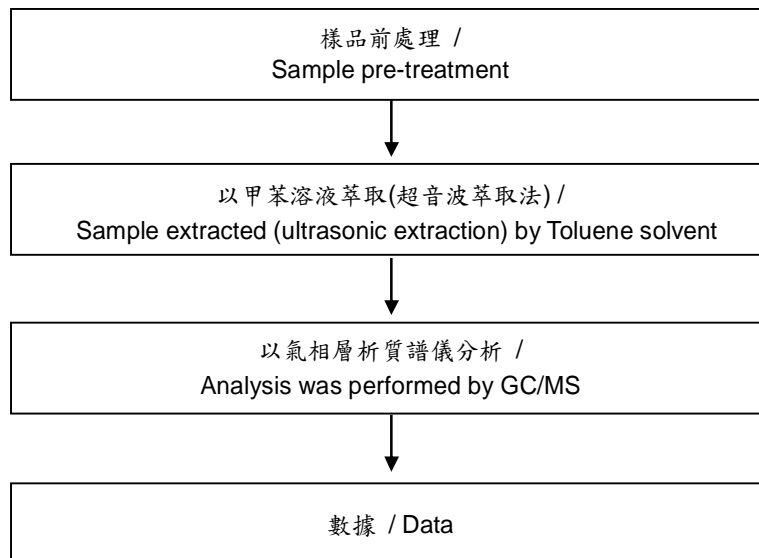 樣品前處理 /
Sample pre-treatment
以甲苯溶液萃取(超音波萃取法) /
Sample extracted (ultrasonic extraction) by Toluene solvent
以氣相層析質譜儀分析 /
Analysis was performed by GC/MS
數據 / Data